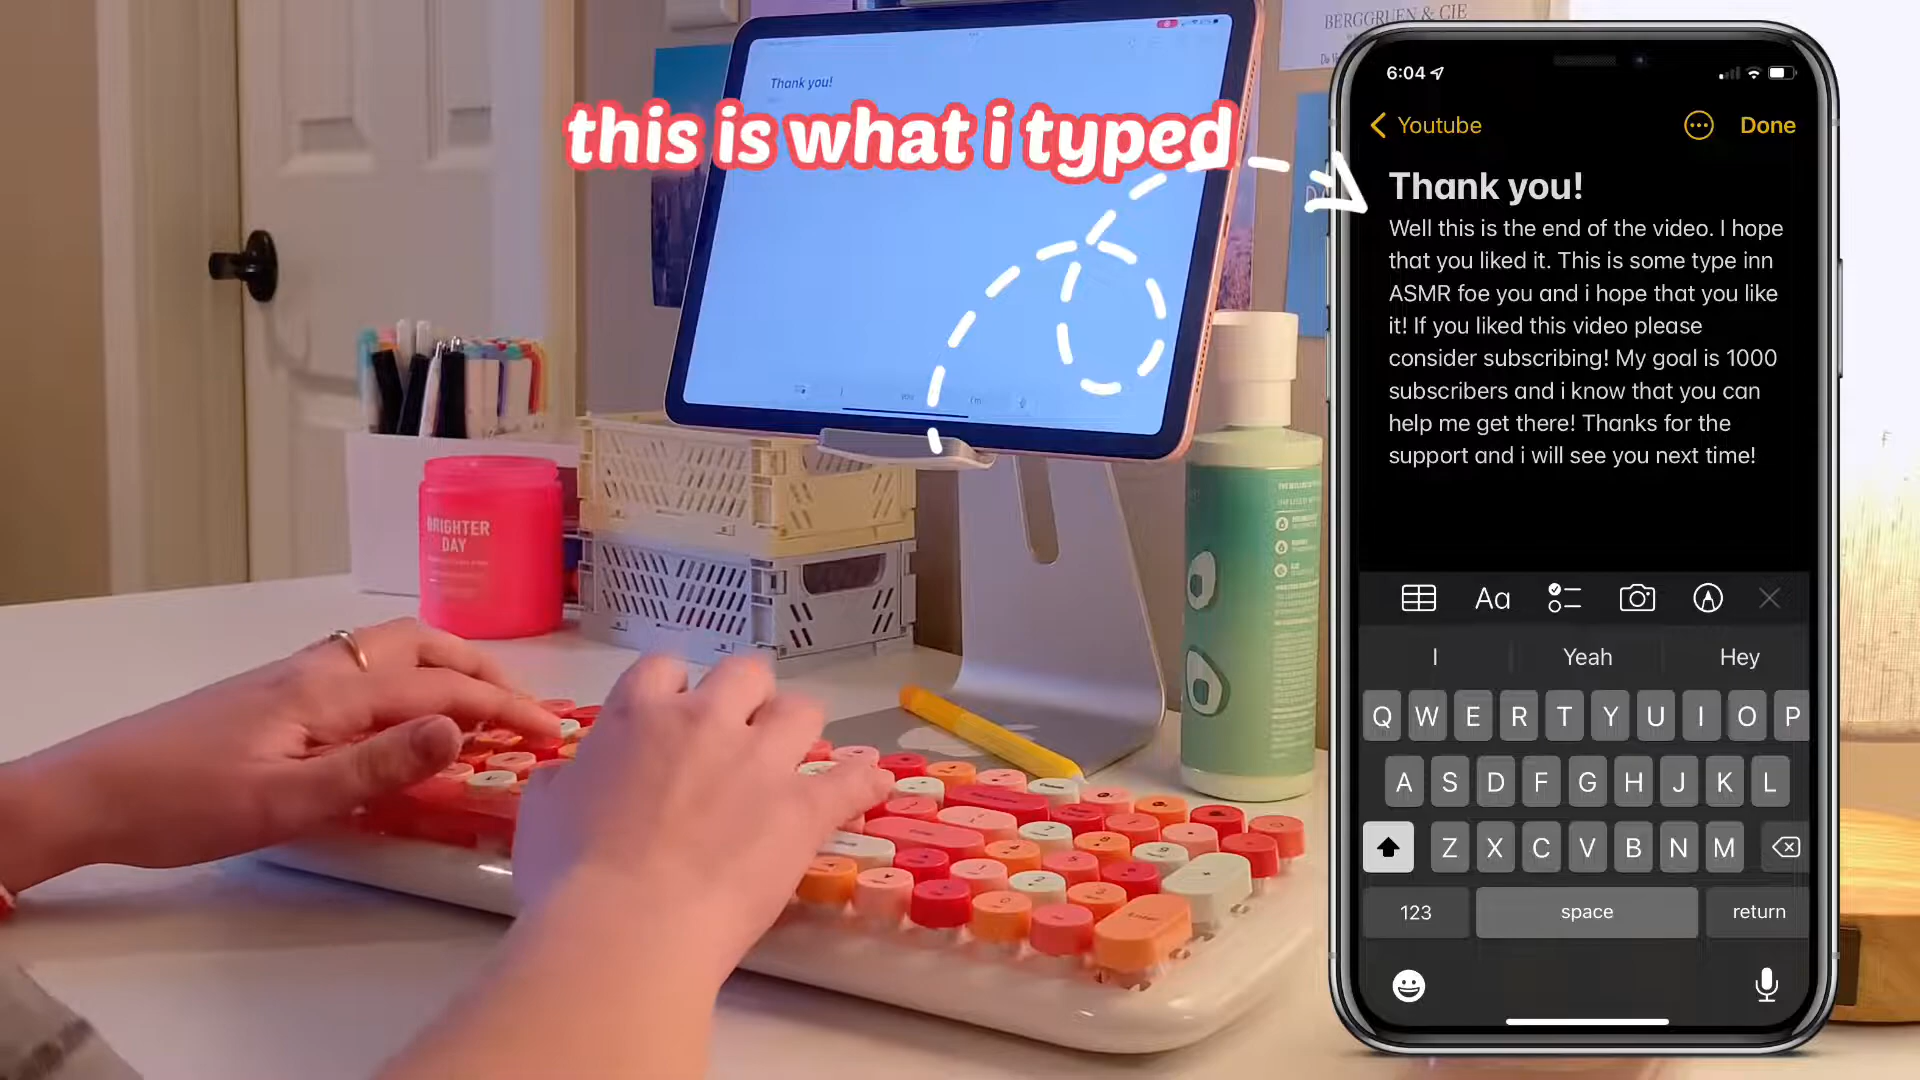 BERGGRUEN & CIE
Thank you!
this is what i typed
6:04
Youtube
Done
Thank you!
Well this is the end of the video. I hope
that you liked it. This is some type inn
ASMR foe you and i hope that you like
it! If you liked this video please
consider subscribing! My goal is 1000
subscribers and i know that you can
help me get there! Thanks for the
support and i will see you next time!
BRIGHTER
DAY
Aa
I Yeah Hey
Q W E R T Y U I O P
A S D F G H J K L
Z X C V B N M
123 space return